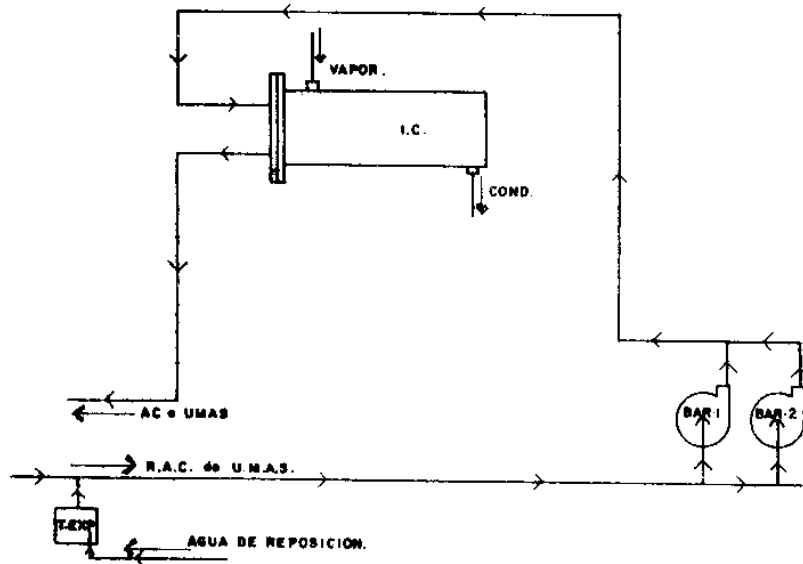 VAPOR.
I.C.
COND.
BAR-1
BAR-2
AC a UMAS
R.A.C. de U.M.A.S.
T-EXP
AGUA DE REPOSICION.